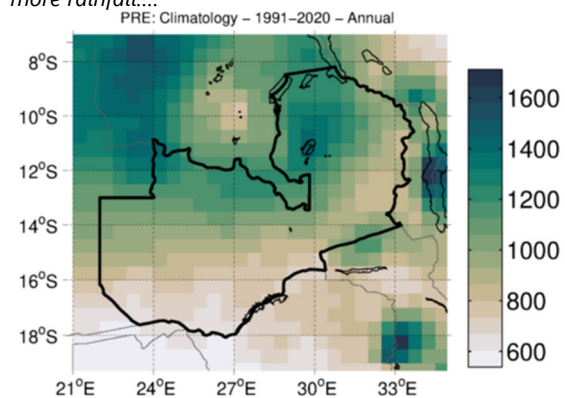 more rainfall....
PRE: Climatology – 1991–2020 – Annual
8°S
10°S
12°S
14°S
16°S
18°S
21°E 24°E 27°E 30°E 33°E
1600
1400
1200
1000
800
600